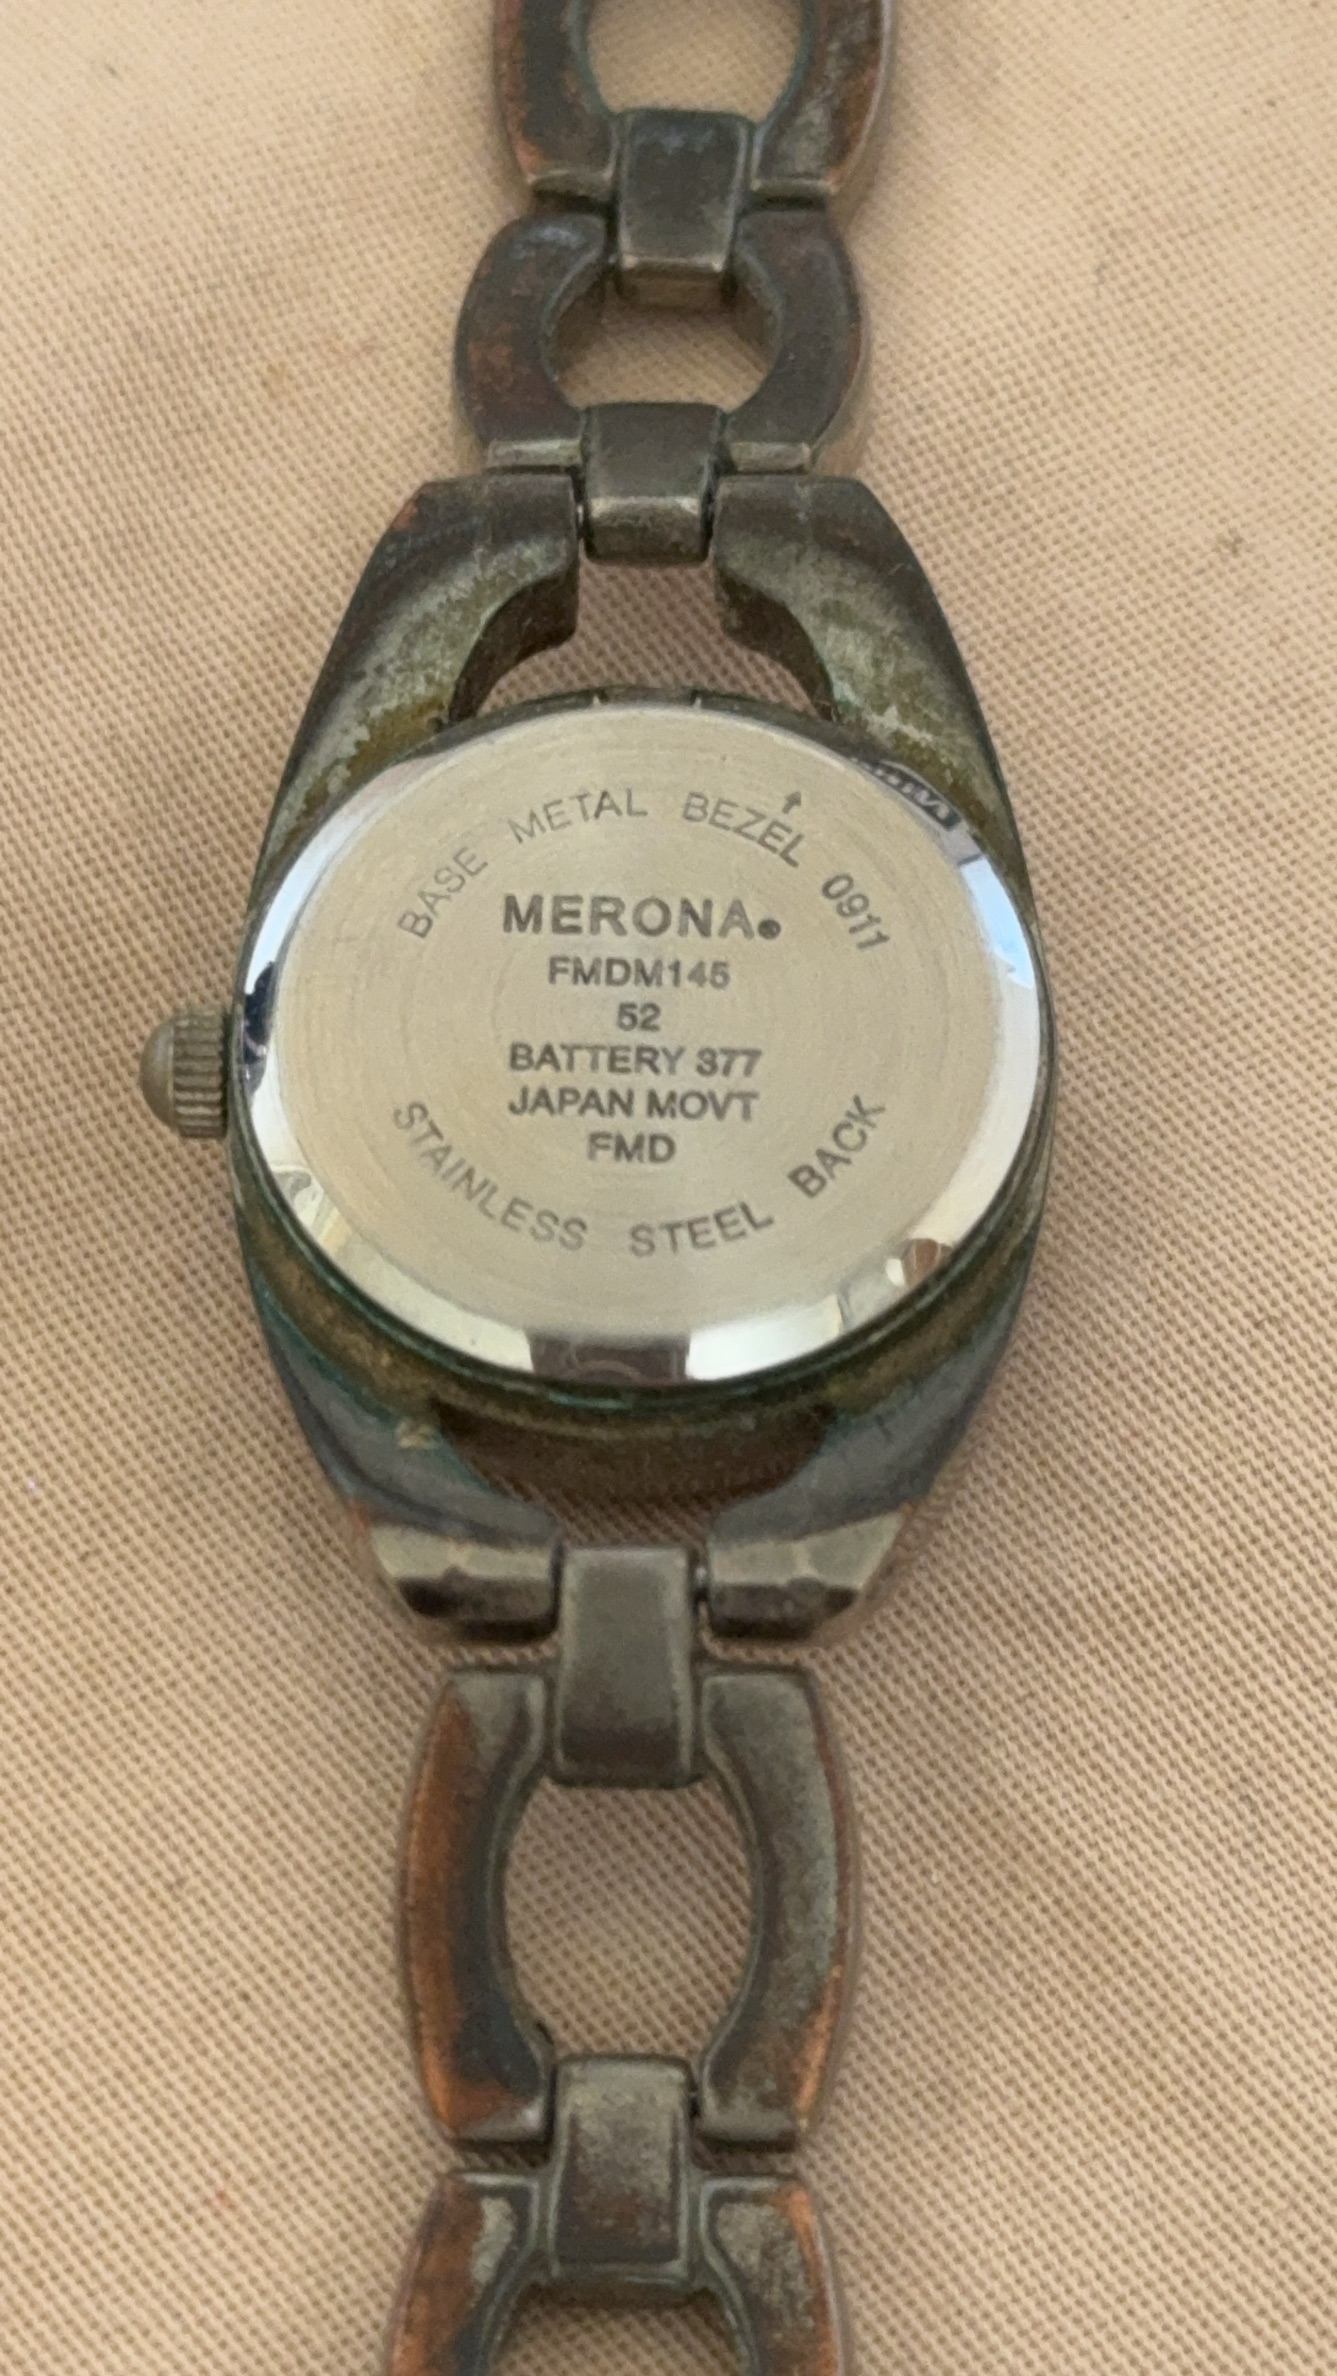 BASE METAL BEZEL 0911
MERONA®
FMDM145
52
BATTERY 377
JAPAN MOVT
FMD
STAINLESS STEEL BACK